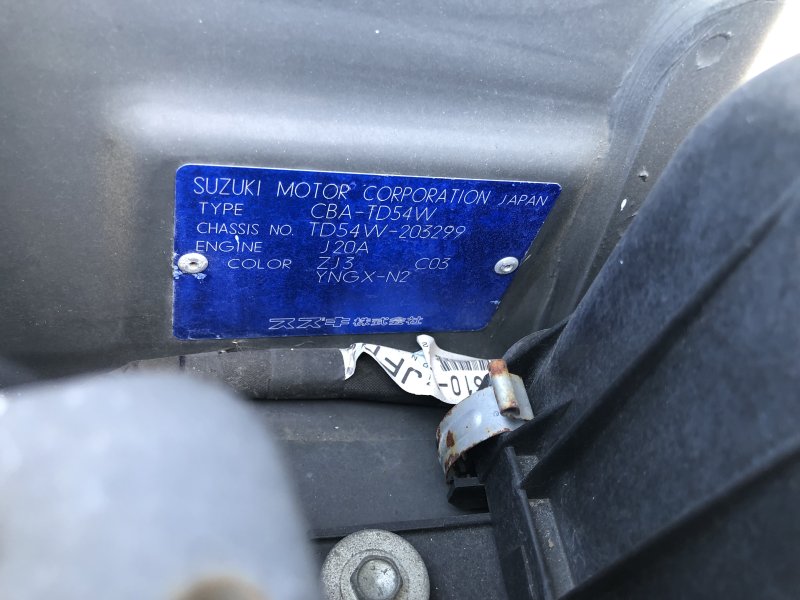 SUZUKI MOTOR CORPORATION JAPAN
TYPE CBA-TD54W
CHASSIS NO. TD54W-203299
ENGINE J20A
COLOR ZJ3 C03
YNGX-N2
スズキ株式会社
610-